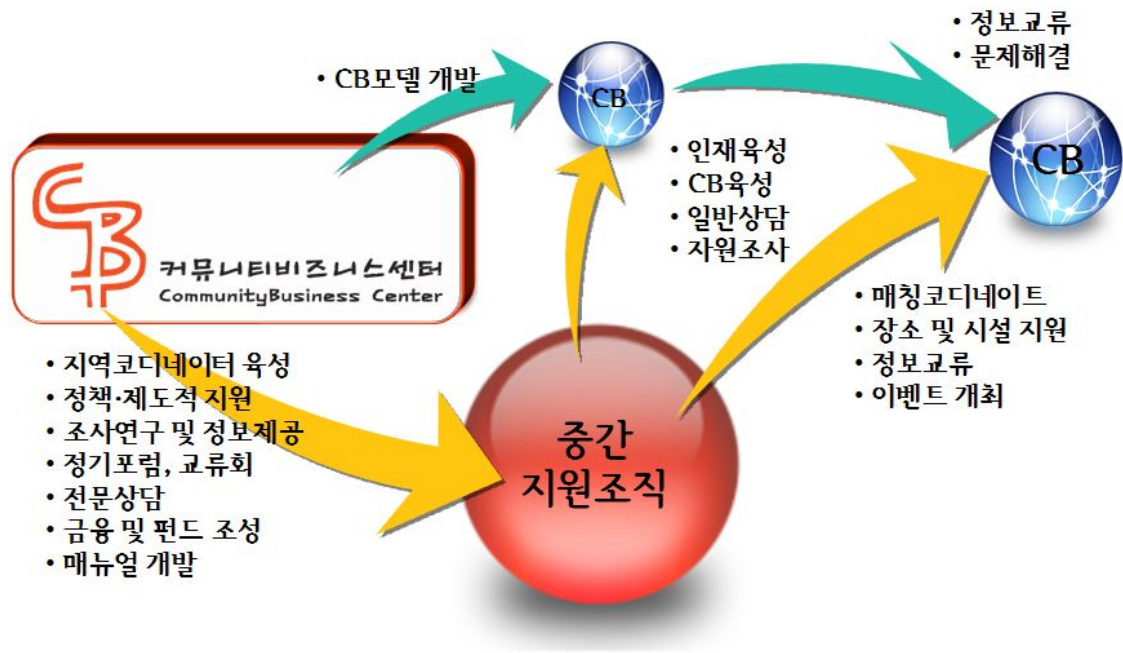 • 정보교류
• 문제해결
• CB모델 개발
CB
CB
• 인재육성
• CB육성
• 일반상담
• 자원조사
CB
커뮤니티비즈니스센터
CommunityBusiness Center
• 매칭코디네이트
• 장소 및 시설 지원
• 정보교류
• 이벤트 개최
• 지역코디네이터 육성
• 정책·제도적 지원
• 조사연구 및 정보제공
• 정기포럼, 교류회
• 전문상담
• 금융 및 펀드 조성
• 매뉴얼 개발
중간
지원조직